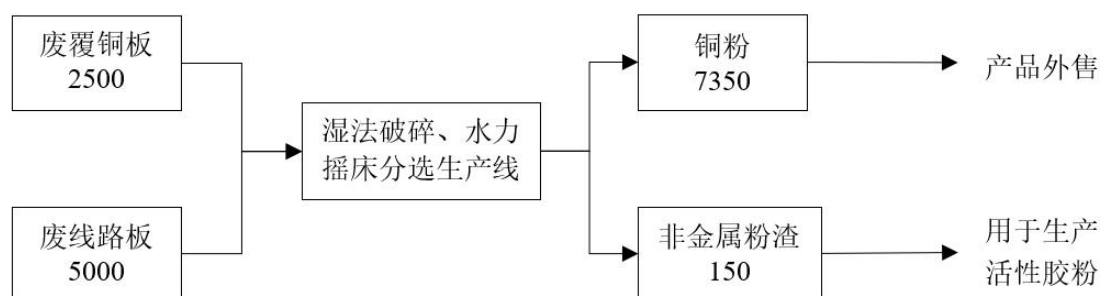 废覆铜板
2500
废线路板
5000
湿法破碎、水力
摇床分选生产线
铜粉
7350
产品外售
非金属粉渣
150
用于生产
活性胶粉